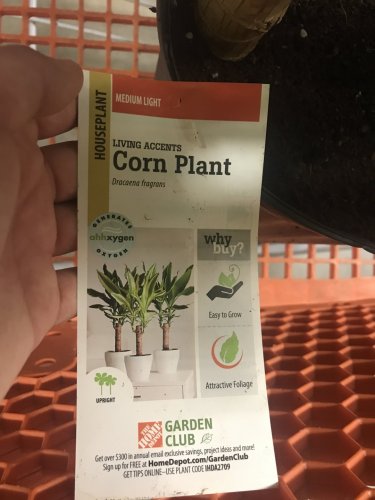 HOUSEPLANT
MEDIUM LIGHT
LIVING ACCENTS
Corn Plant
Dracaena fragrans
GENERATES
ahhxygen
OXYGEN
why
buy?
Easy to Grow
Attractive Foliage
UPRIGHT
THE HOME DEPOT
GARDEN
CLUB
Get over $300 in annual email exclusive savings, project ideas and more!
Sign up for FREE at HomeDepot.com/GardenClub
GET TIPS ONLINE—USE PLANT CODE IHDA2709